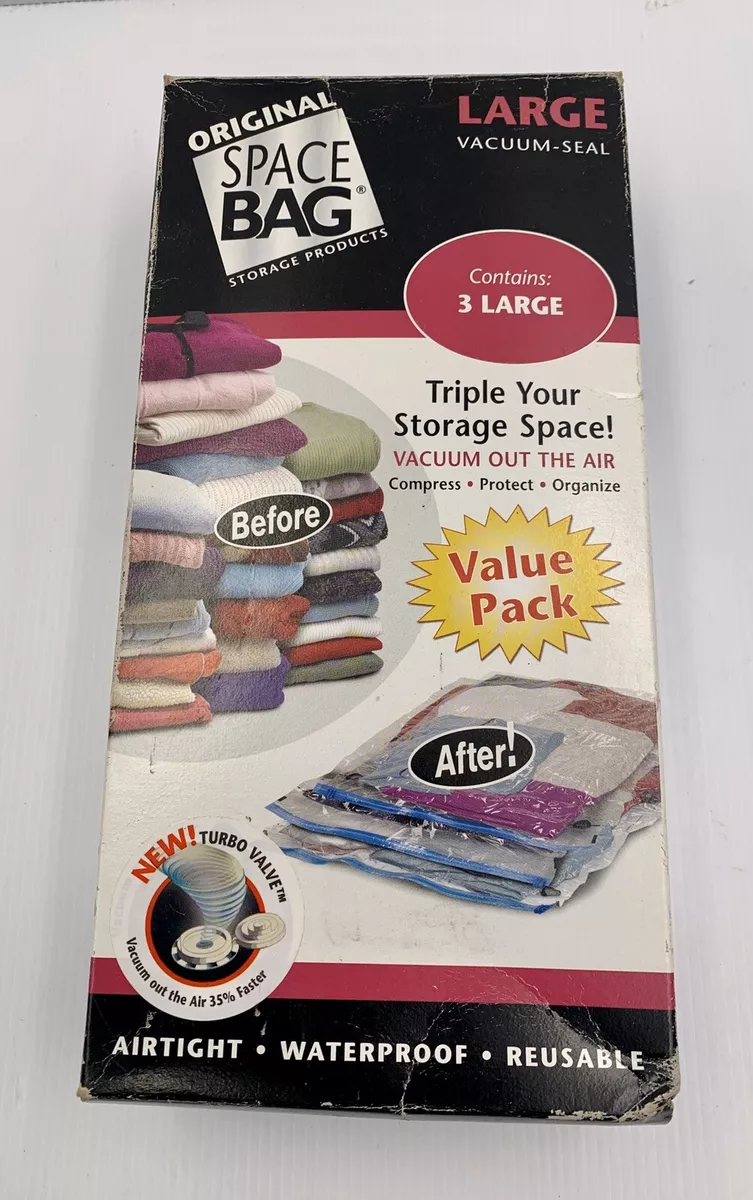 ORIGINAL
SPACE
BAG®
STORAGE PRODUCTS
LARGE
VACUUM-SEAL
Contains:
3 LARGE
Triple Your
Storage Space!
VACUUM OUT THE AIR
Compress • Protect • Organize
Before
Value
Pack
After!
NEW! TURBO VALVE™
Vacuum out the Air 35% Faster
AIRTIGHT • WATERPROOF • REUSABLE